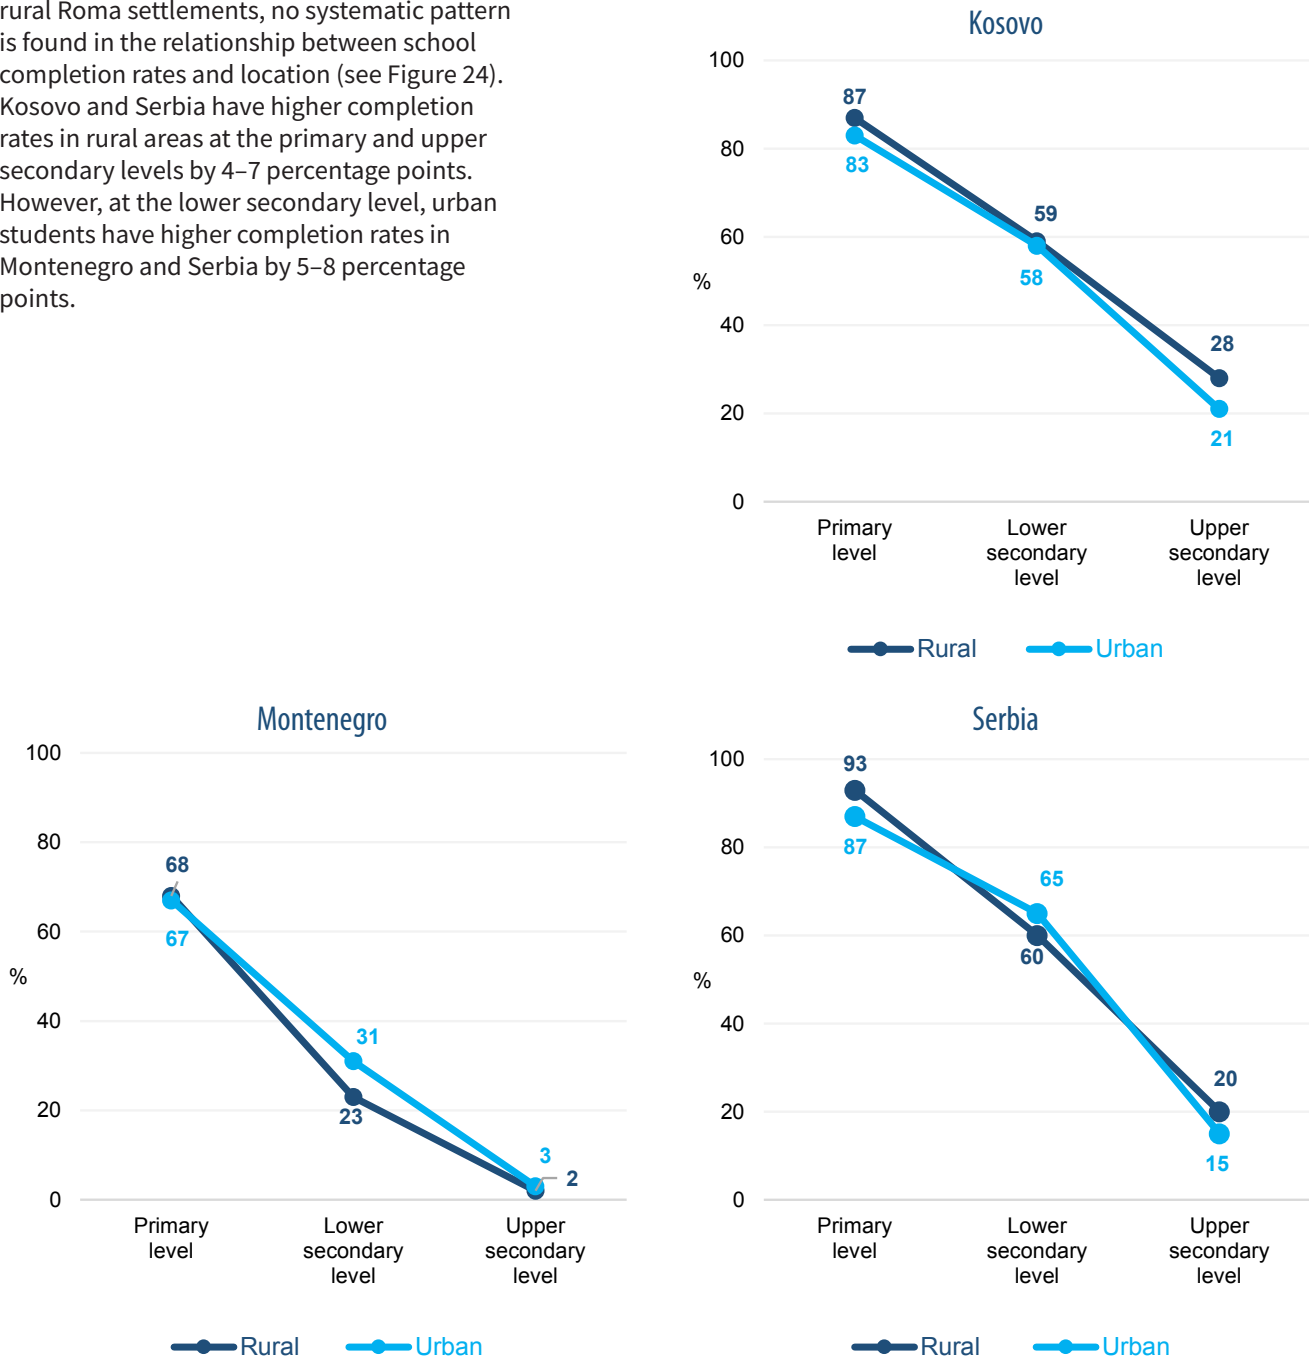 rural Roma settlements, no systematic pattern
is found in the relationship between school
completion rates and location (see Figure 24).
Kosovo and Serbia have higher completion
rates in rural areas at the primary and upper
secondary levels by 4–7 percentage points.
However, at the lower secondary level, urban
students have higher completion rates in
Montenegro and Serbia by 5–8 percentage
points.
Kosovo
100
80
60
40
20
0
%
87
83
59
58
28
21
Primary
level
Lower
secondary
level
Upper
secondary
level
Rural
Urban
Montenegro
100
80
60
40
20
0
%
68
67
31
23
3
2
Primary
level
Lower
secondary
level
Upper
secondary
level
Rural
Urban
Serbia
100
80
60
40
20
0
%
93
87
65
60
20
15
Primary
level
Lower
secondary
level
Upper
secondary
level
Rural
Urban